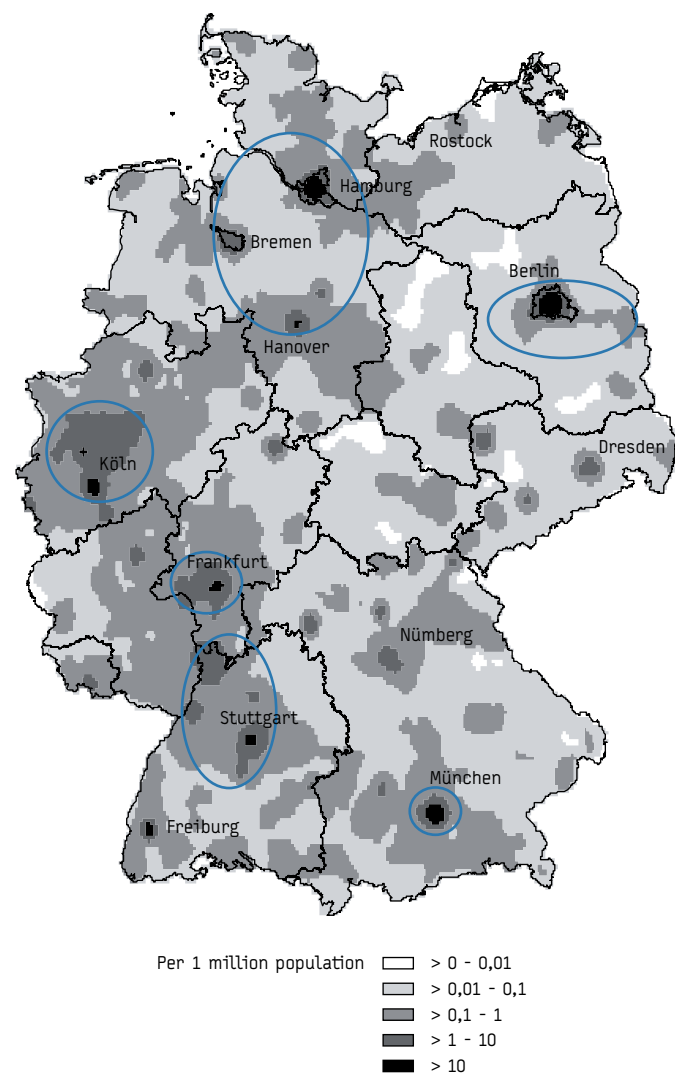 Rostock
Hamburg
Bremen
Berlin
Hanover
Dresden
Köln
Frankfurt
Nümberg
Stuttgart
München
Freiburg
Per 1 million population
> 0 - 0,01
> 0,01 - 0,1
> 0,1 - 1
> 1 - 10
> 10